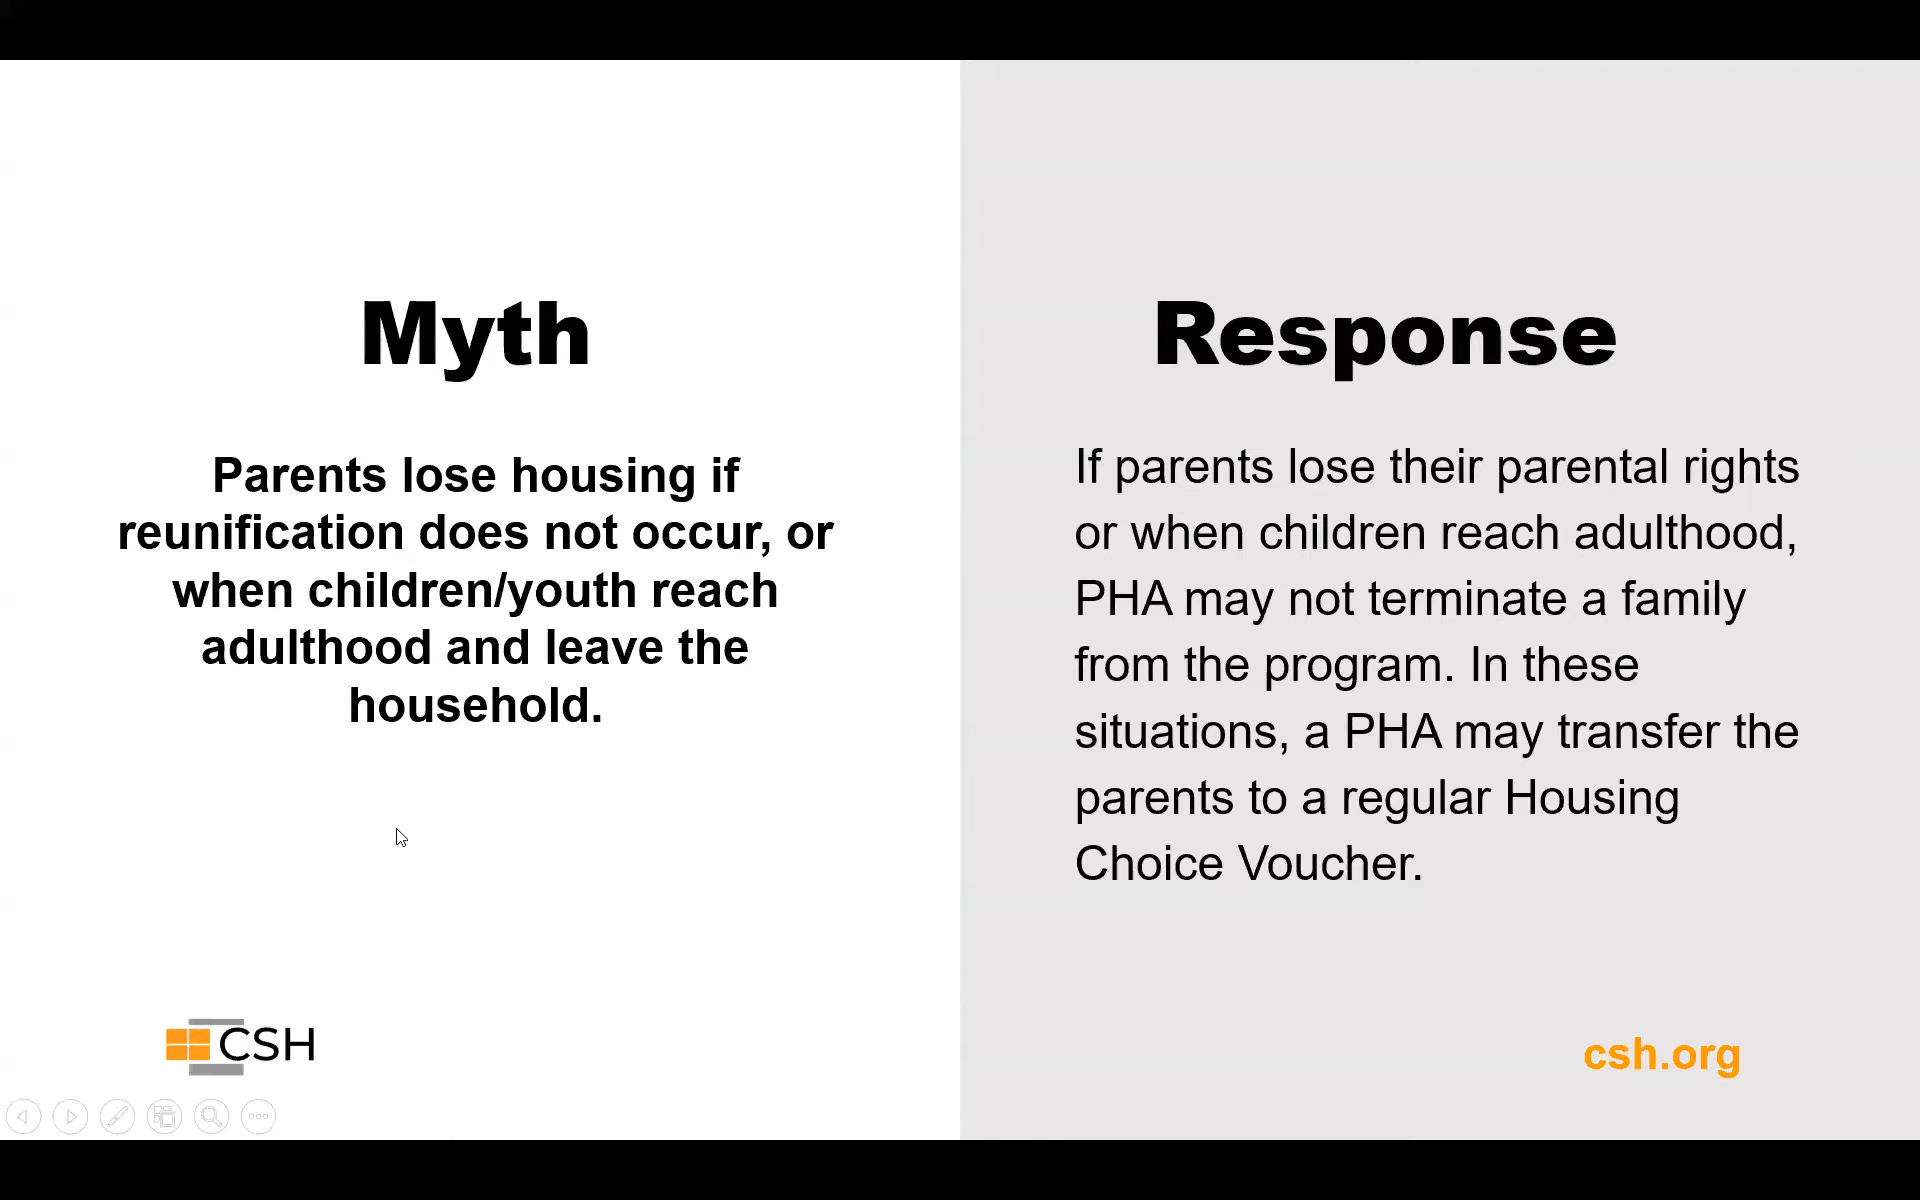 Myth
Parents lose housing if
reunification does not occur, or
when children/youth reach
adulthood and leave the
household.
CSH
Response
If parents lose their parental rights
or when children reach adulthood,
PHA may not terminate a family
from the program. In these
situations, a PHA may transfer the
parents to a regular Housing
Choice Voucher.
csh.org